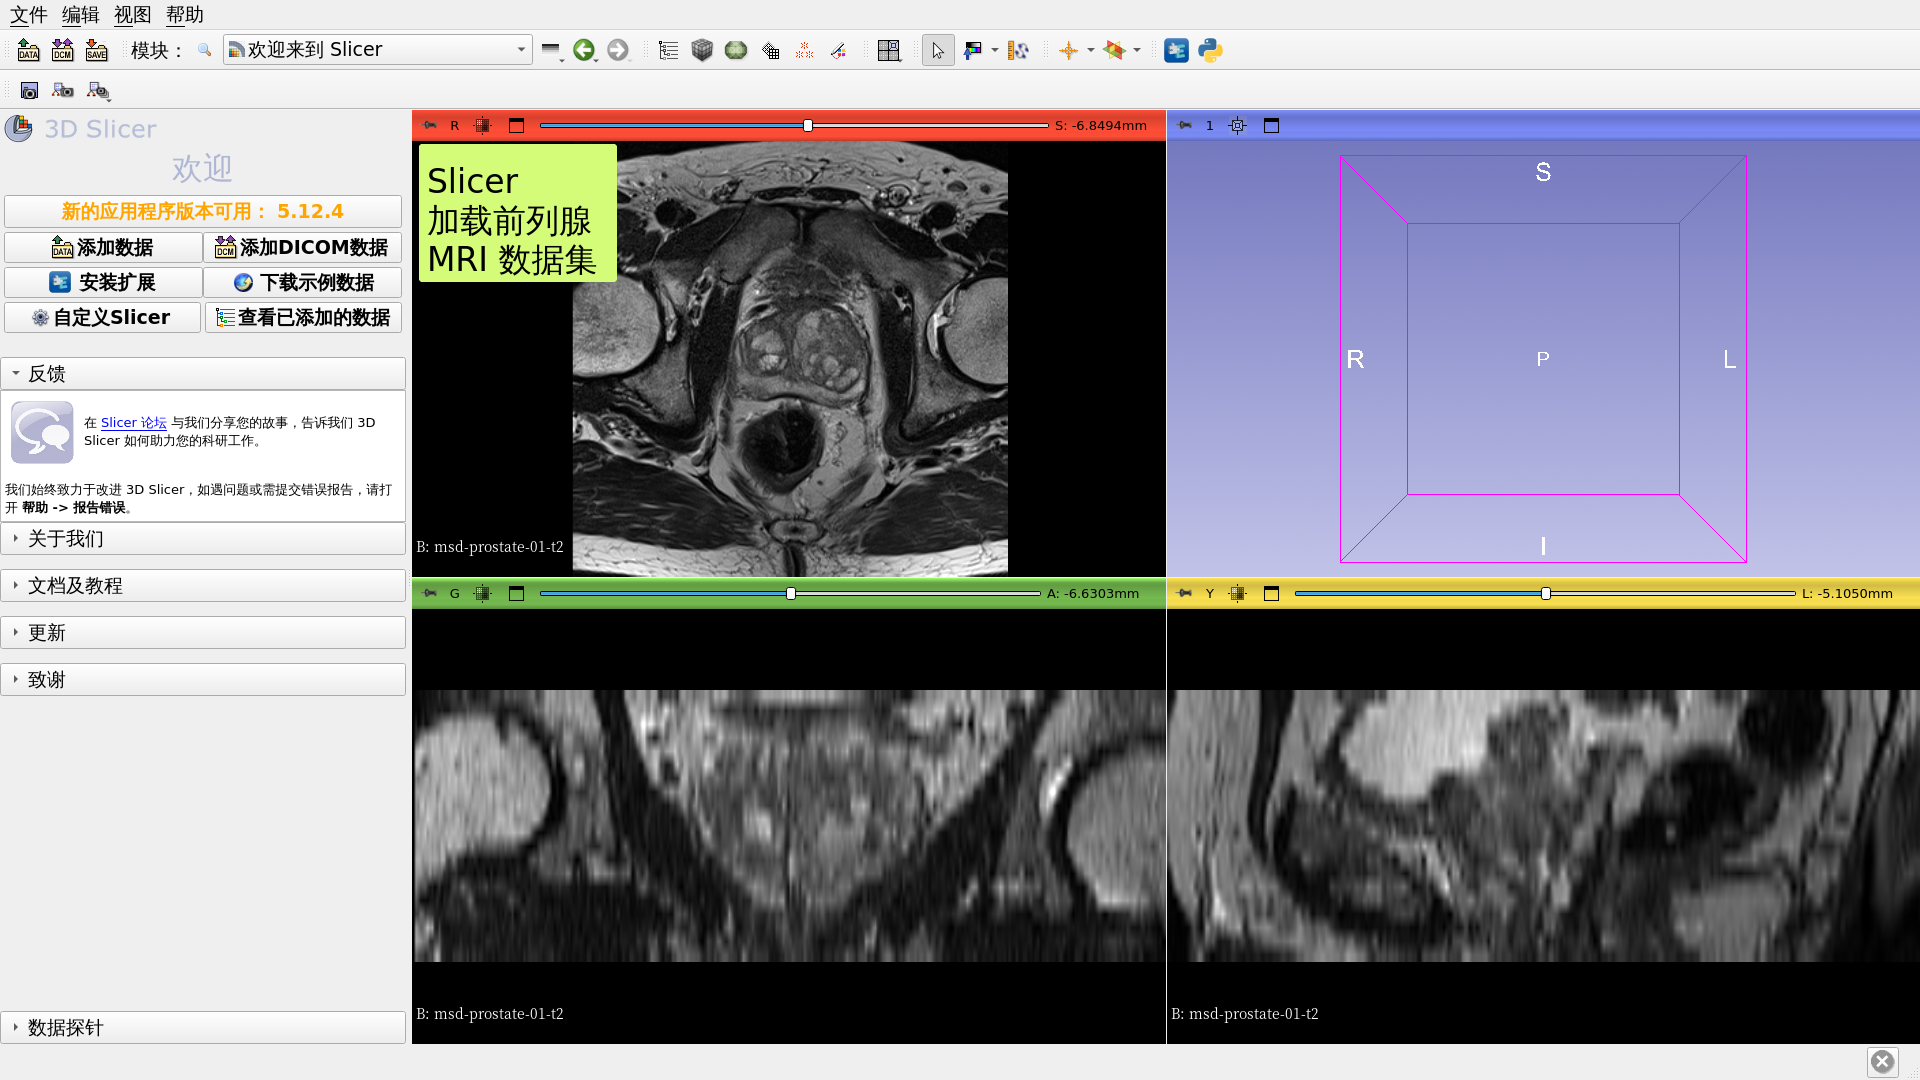 文件 编辑 视图 帮助
DATA DCM SAVE 模块： 欢迎来到 Slicer
3D Slicer
欢迎
新的应用程序版本可用： 5.12.4
DATA 添加数据 DCM 添加DICOM数据
安装扩展 下载示例数据
自定义Slicer 查看已添加的数据
反馈
在 Slicer 论坛 与我们分享您的故事，告诉我们 3D
Slicer 如何助力您的科研工作。
我们始终致力于改进 3D Slicer，如遇问题或需提交错误报告，请打
开 帮助 -> 报告错误。
关于我们
文档及教程
更新
致谢
数据探针
R S: -6.8494mm
Slicer
加载前列腺
MRI 数据集
B: msd-prostate-01-t2
1
S
R P L
I
G A: -6.6303mm
B: msd-prostate-01-t2
Y L: -5.1050mm
B: msd-prostate-01-t2